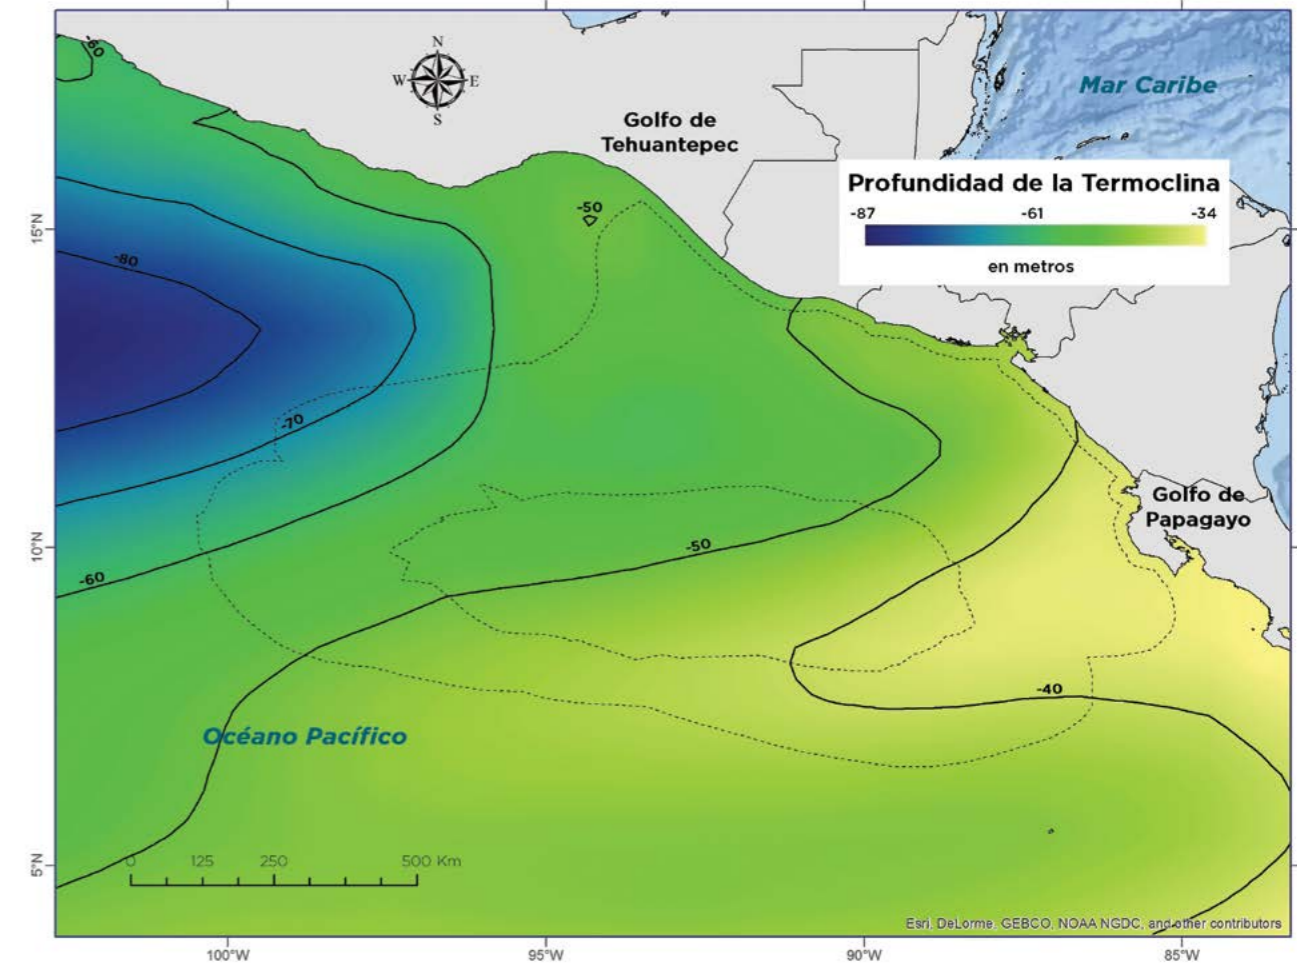 -60
N
W
E
S
Mar Caribe
Golfo de
Tehuantepec
Profundidad de la Termoclina
-87
-61
-34
en metros
15°N
-50
-80
-70
Golfo de
Papagayo
10°N
-50
-60
-40
Océano Pacífico
5°N
0
125
250
500 Km
Esri, DeLorme, GEBCO, NOAA NGDC, and other contributors
100°W
95°W
90°W
85°W